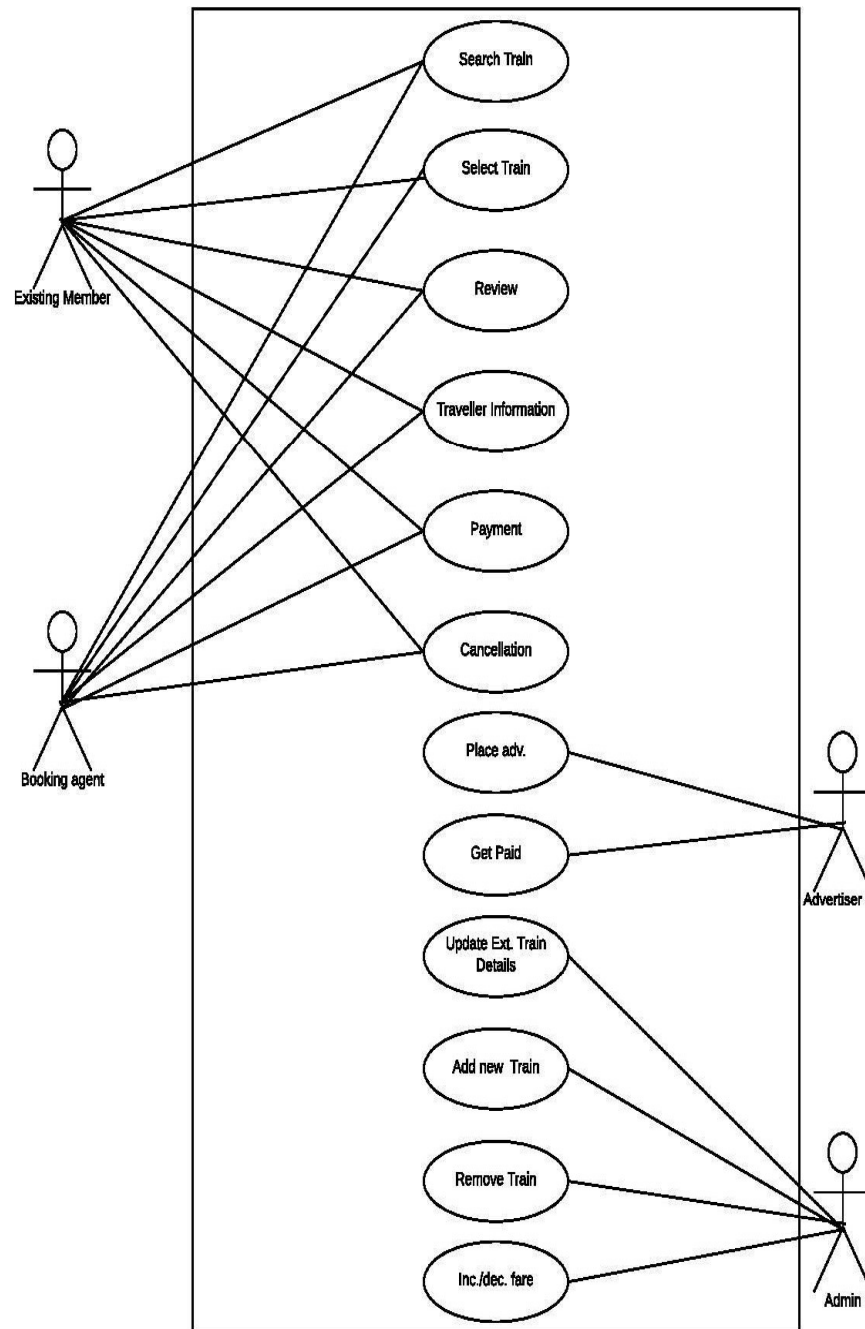 Search Train
Select Train
Existing Member
Review
Traveller Information
Payment
Cancellation
Booking agent
Place adv.
Get Paid
Advertiser
Update Ext. Train
Details
Add new Train
Remove Train
Inc./dec. fare
Admin